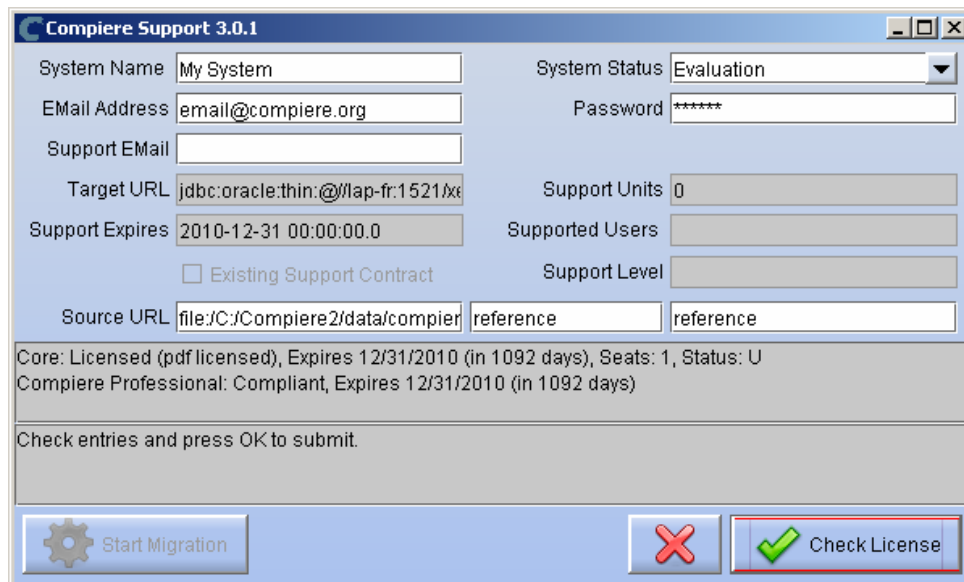 Compiere Support 3.0.1
System Name My System System Status Evaluation
EMail Address email@compiere.org Password ******
Support EMail
Target URL jdbc:oracle:thin:@//lap-fr:1521/xe Support Units 0
Support Expires 2010-12-31 00:00:00.0 Supported Users
Existing Support Contract Support Level
Source URL file:/C:/Compiere2/data/compier reference reference
Core: Licensed (pdf licensed), Expires 12/31/2010 (in 1092 days), Seats: 1, Status: U
Compiere Professional: Compliant, Expires 12/31/2010 (in 1092 days)
Check entries and press OK to submit.
Start Migration Check License